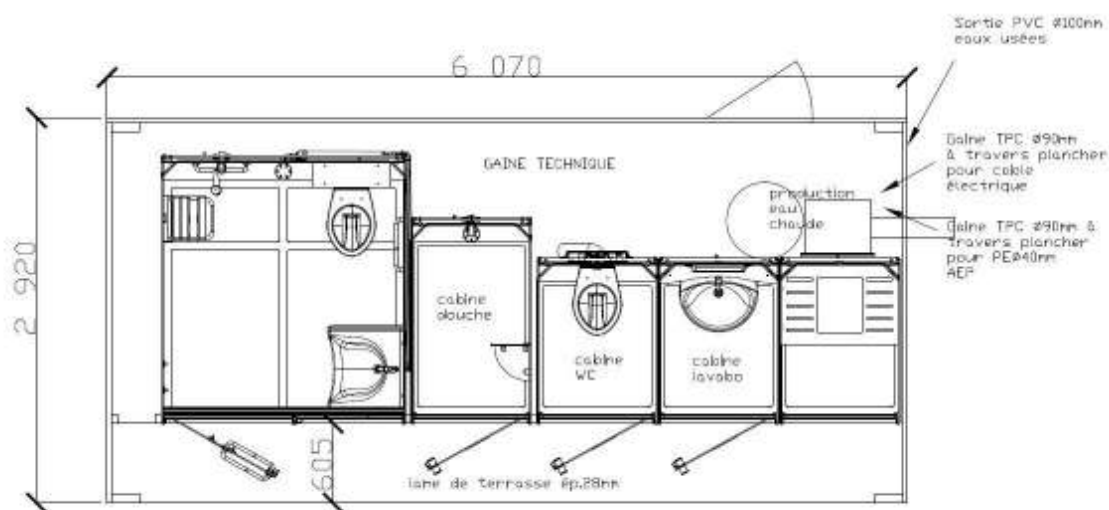 Sortie PVC Ø100mm
eaux usées
6 070
GAINE TECHNIQUE
Gaine TPC Ø90mm
à travers plancher
pour cable
électrique
production
eau
chaude
Gaine TPC Ø90mm à
travers plancher
pour PEØ40mm
AEP
2 920
cabine
douche
cabine
WC
cabine
lavabo
605
lame de terrasse ép.28mm